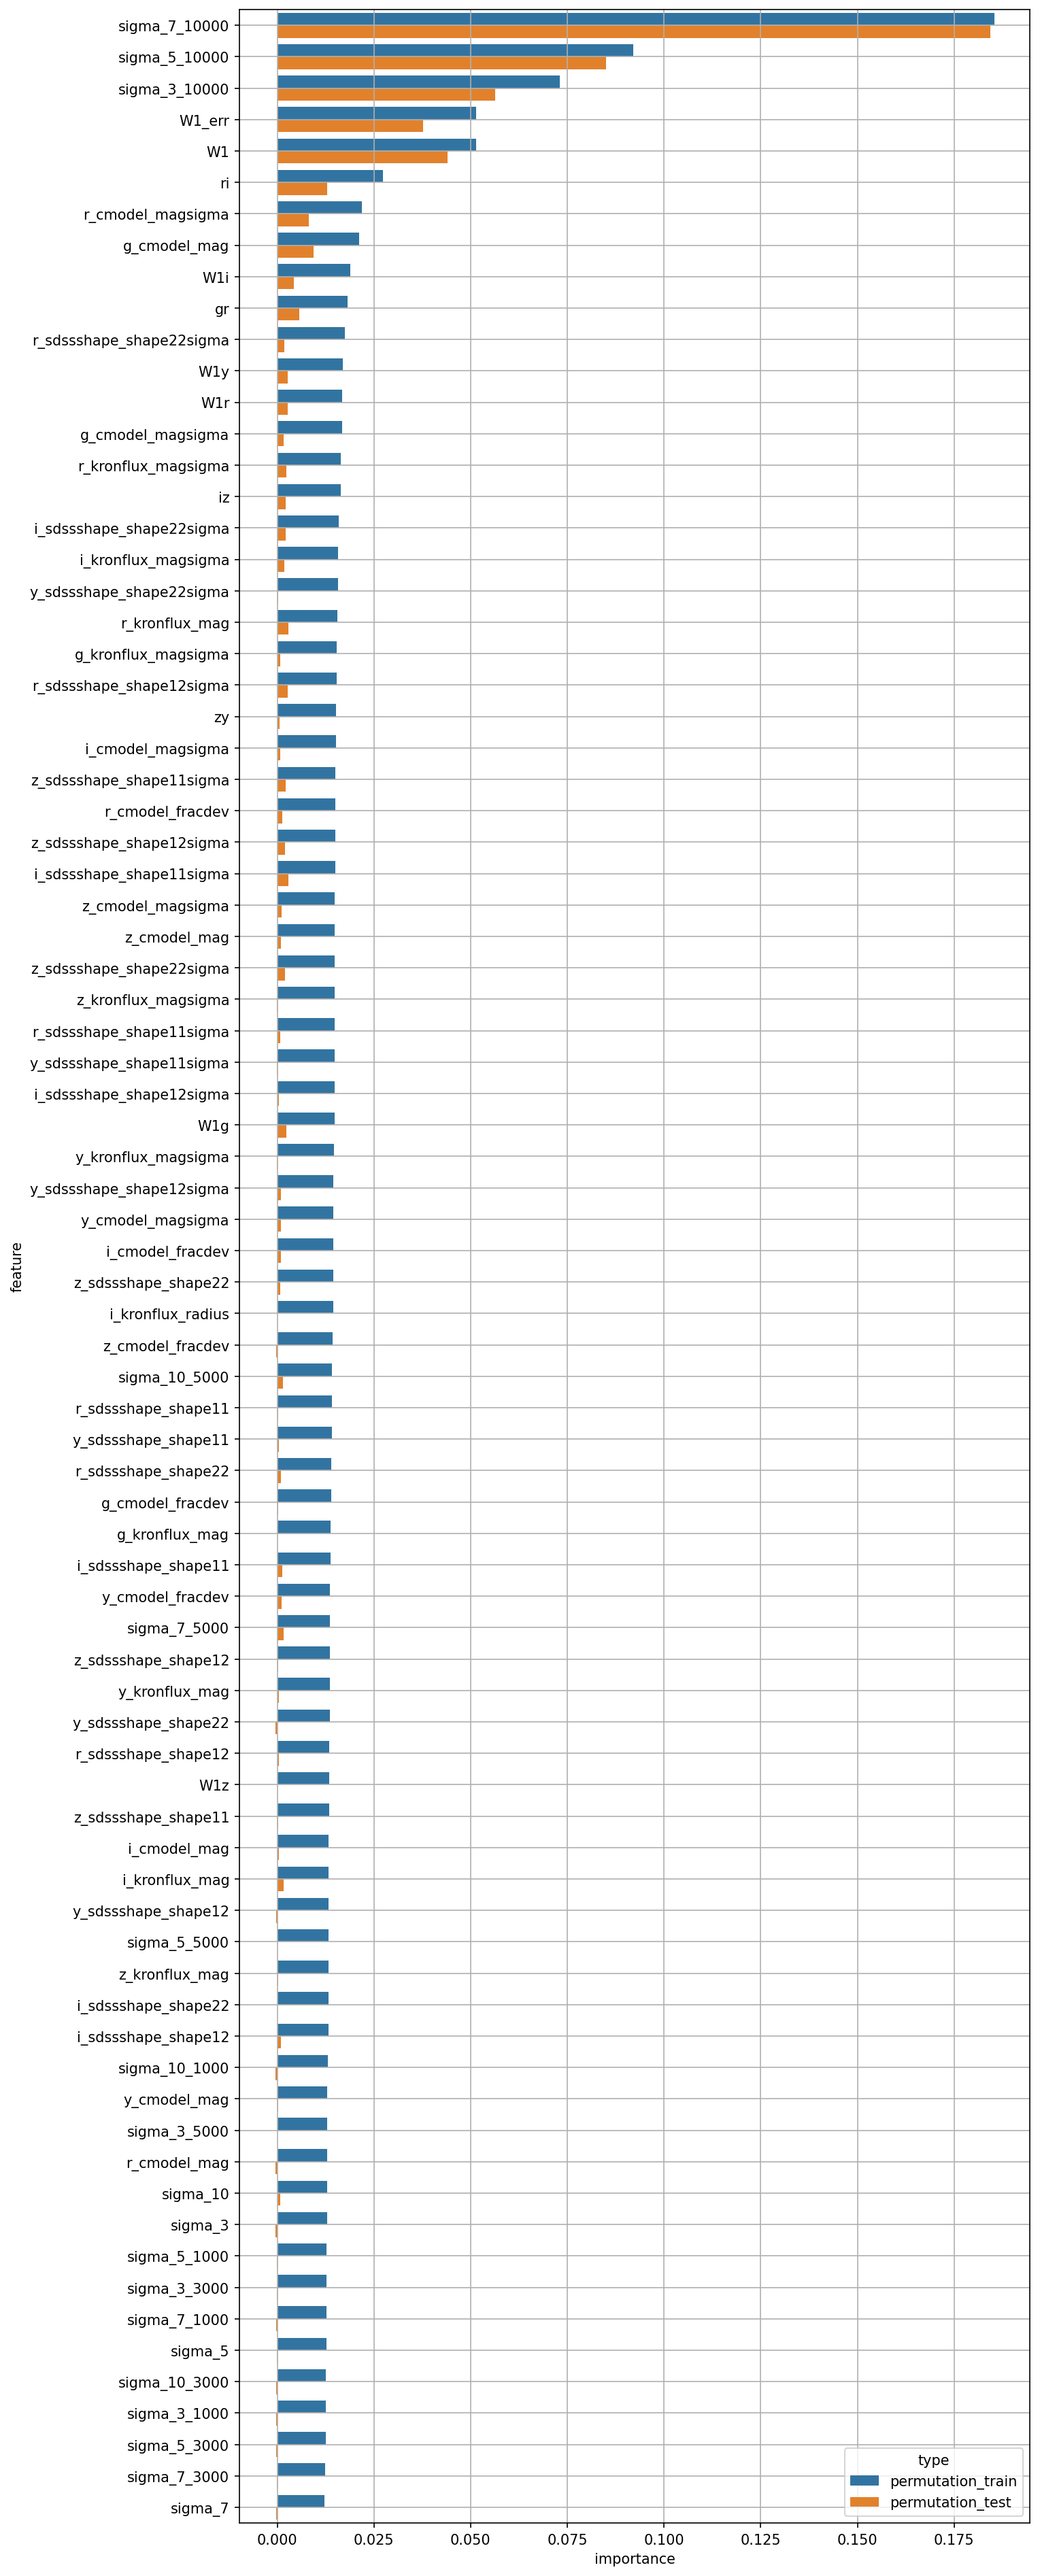 sigma_7_10000
sigma_5_10000
sigma_3_10000
W1_err
W1
ri
r_cmodel_magsigma
g_cmodel_mag
W1i
gr
r_sdssshape_shape22sigma
W1y
W1r
g_cmodel_magsigma
r_kronflux_magsigma
iz
i_sdssshape_shape22sigma
i_kronflux_magsigma
y_sdssshape_shape22sigma
r_kronflux_mag
g_kronflux_magsigma
r_sdssshape_shape12sigma
zy
i_cmodel_magsigma
z_sdssshape_shape11sigma
r_cmodel_fracdev
z_sdssshape_shape12sigma
i_sdssshape_shape11sigma
z_cmodel_magsigma
z_cmodel_mag
z_sdssshape_shape22sigma
z_kronflux_magsigma
r_sdssshape_shape11sigma
y_sdssshape_shape11sigma
i_sdssshape_shape12sigma
W1g
y_kronflux_magsigma
y_sdssshape_shape12sigma
y_cmodel_magsigma
i_cmodel_fracdev
z_sdssshape_shape22
i_kronflux_radius
z_cmodel_fracdev
sigma_10_5000
r_sdssshape_shape11
y_sdssshape_shape11
r_sdssshape_shape22
g_cmodel_fracdev
g_kronflux_mag
i_sdssshape_shape11
y_cmodel_fracdev
sigma_7_5000
z_sdssshape_shape12
y_kronflux_mag
y_sdssshape_shape22
r_sdssshape_shape12
W1z
z_sdssshape_shape11
i_cmodel_mag
i_kronflux_mag
y_sdssshape_shape12
sigma_5_5000
z_kronflux_mag
i_sdssshape_shape22
i_sdssshape_shape12
sigma_10_1000
y_cmodel_mag
sigma_3_5000
r_cmodel_mag
sigma_10
sigma_3
sigma_5_1000
sigma_3_3000
sigma_7_1000
sigma_5
sigma_10_3000
sigma_3_1000
sigma_5_3000
sigma_7_3000
sigma_7
feature
0.000 0.025 0.050 0.075 0.100 0.125 0.150 0.175
importance
type
permutation_train
permutation_test